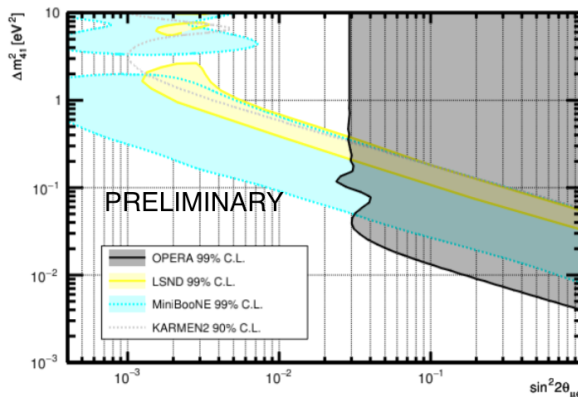 Δm²₄₁ [eV²]
10
1
10⁻¹
10⁻²
10⁻³
PRELIMINARY
OPERA 99% C.L.
LSND 99% C.L.
MiniBooNE 99% C.L.
KARMEN2 90% C.L.
10⁻³
10⁻²
10⁻¹
sin²2θ